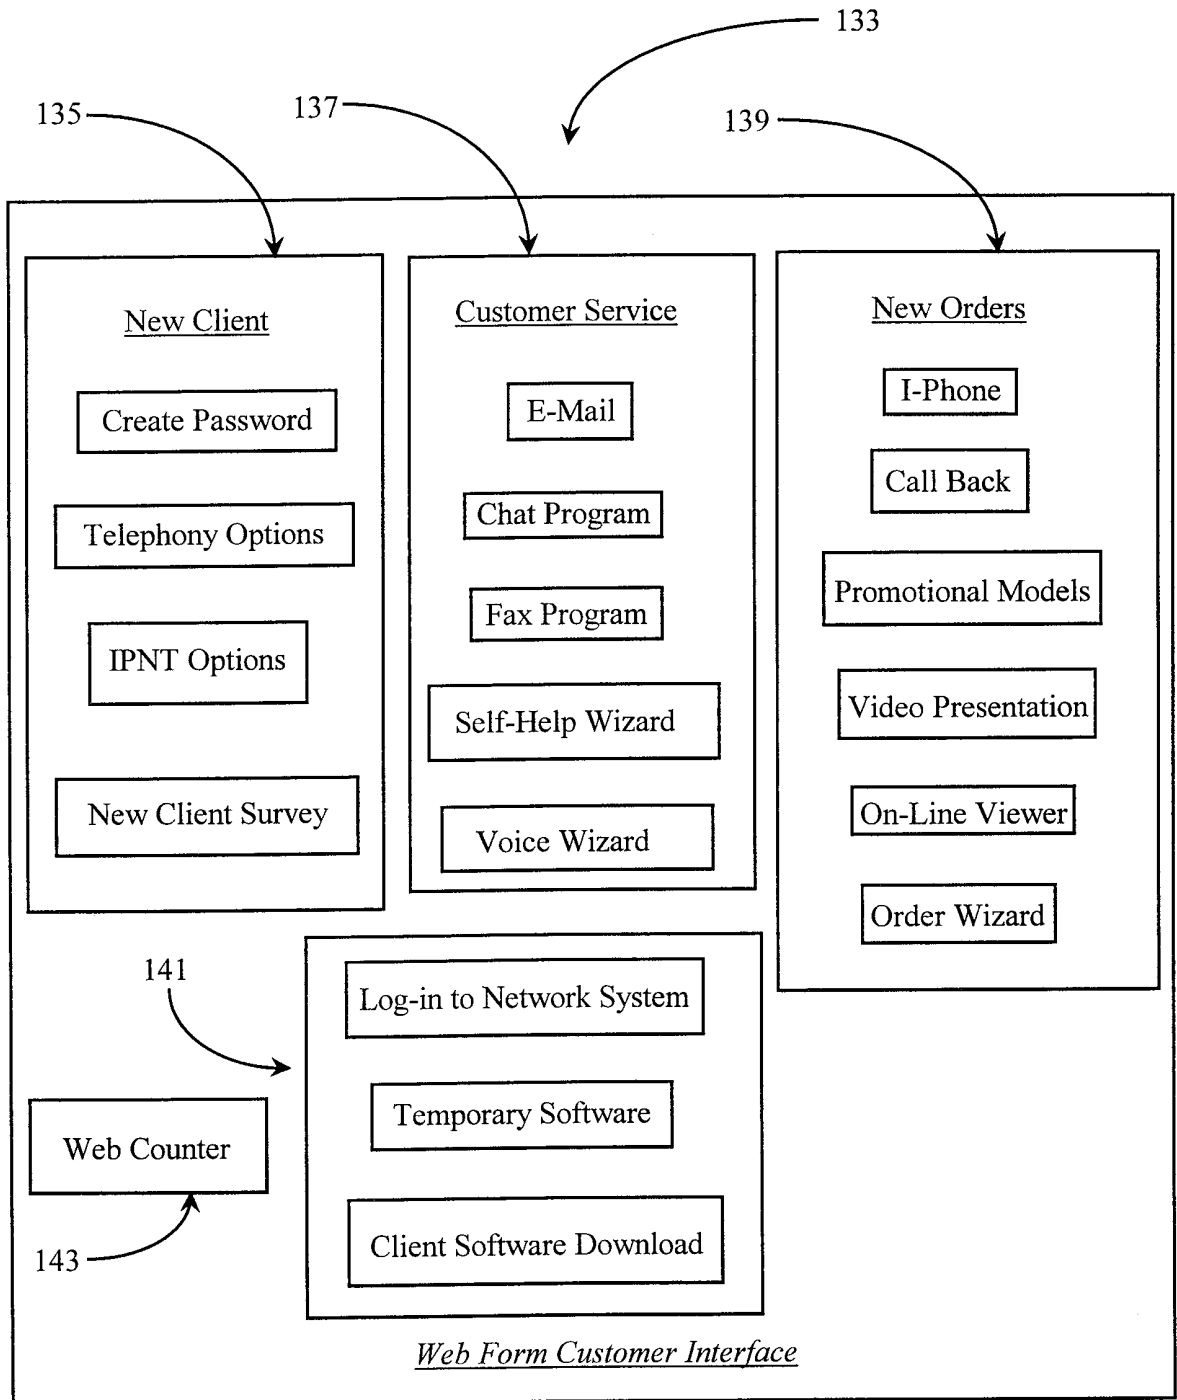 133
135
137
139
New Client
Create Password
Telephony Options
IPNT Options
New Client Survey
Customer Service
E-Mail
Chat Program
Fax Program
Self-Help Wizard
Voice Wizard
New Orders
I-Phone
Call Back
Promotional Models
Video Presentation
On-Line Viewer
Order Wizard
141
Log-in to Network System
Temporary Software
Client Software Download
Web Counter
143
Web Form Customer Interface